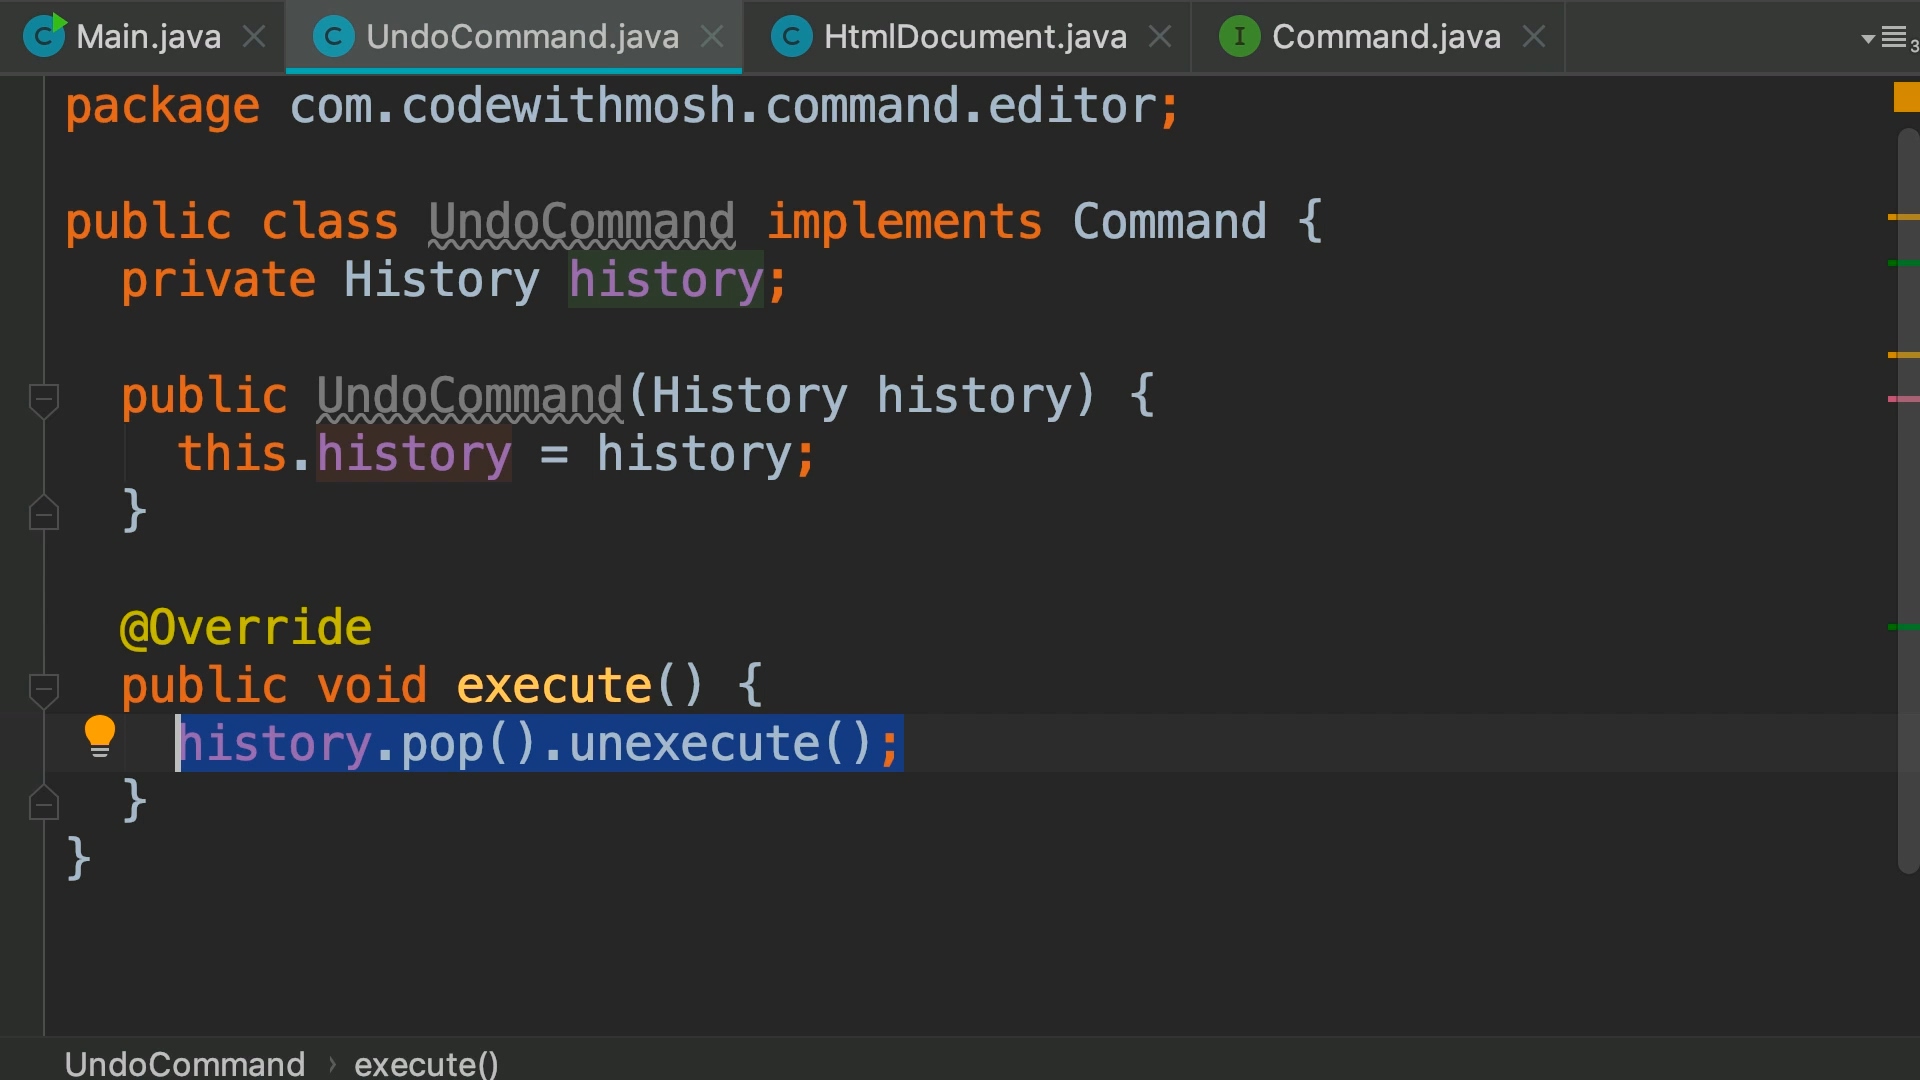 Main.java UndoCommand.java HtmlDocument.java Command.java 3
package com.codewithmosh.command.editor;
public class UndoCommand implements Command {
private History history;
public UndoCommand(History history) {
this.history = history;
}
@Override
public void execute() {
history.pop().unexecute();
}
}
UndoCommand › execute()